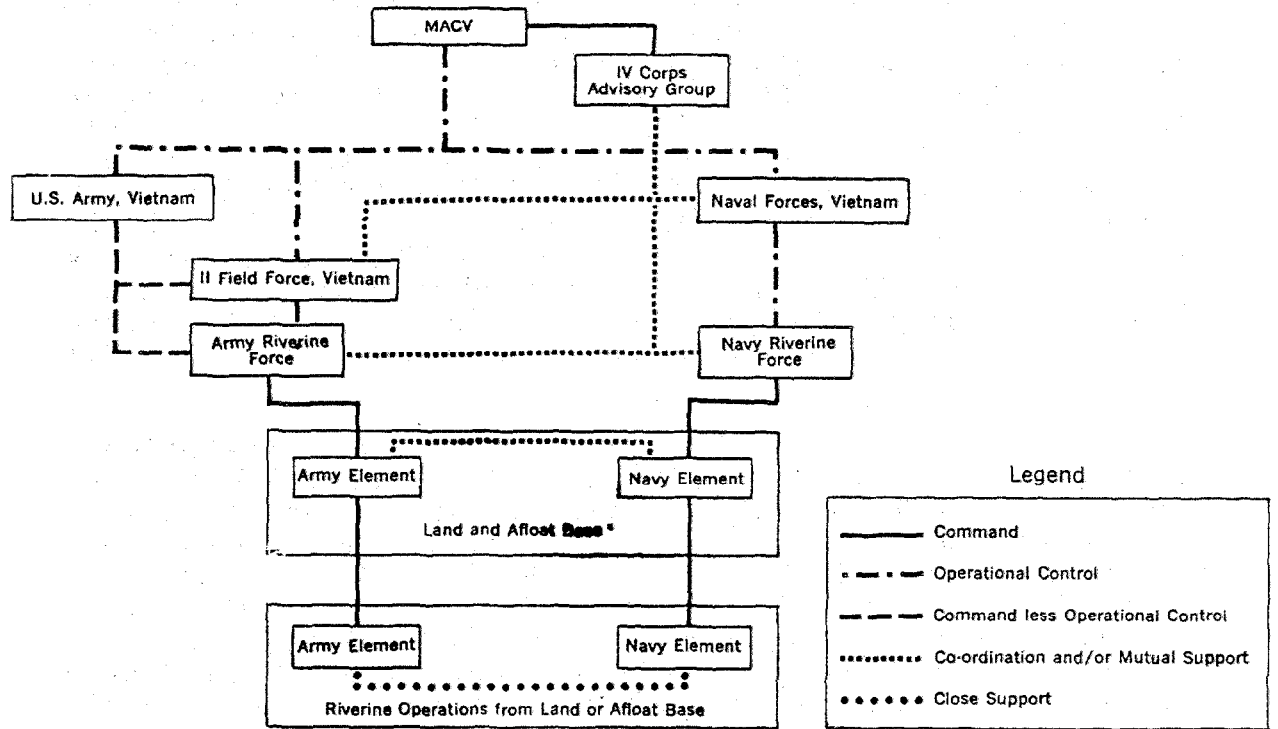 MACV
IV Corps
Advisory Group
U.S. Army, Vietnam
Naval Forces, Vietnam
II Field Force, Vietnam
Army Riverine
Force
Navy Riverine
Force
Army Element
Navy Element
Land and Afloat Base*
Army Element
Navy Element
Riverine Operations from Land or Afloat Base
Legend
Command
Operational Control
Command less Operational Control
Co-ordination and/or Mutual Support
Close Support